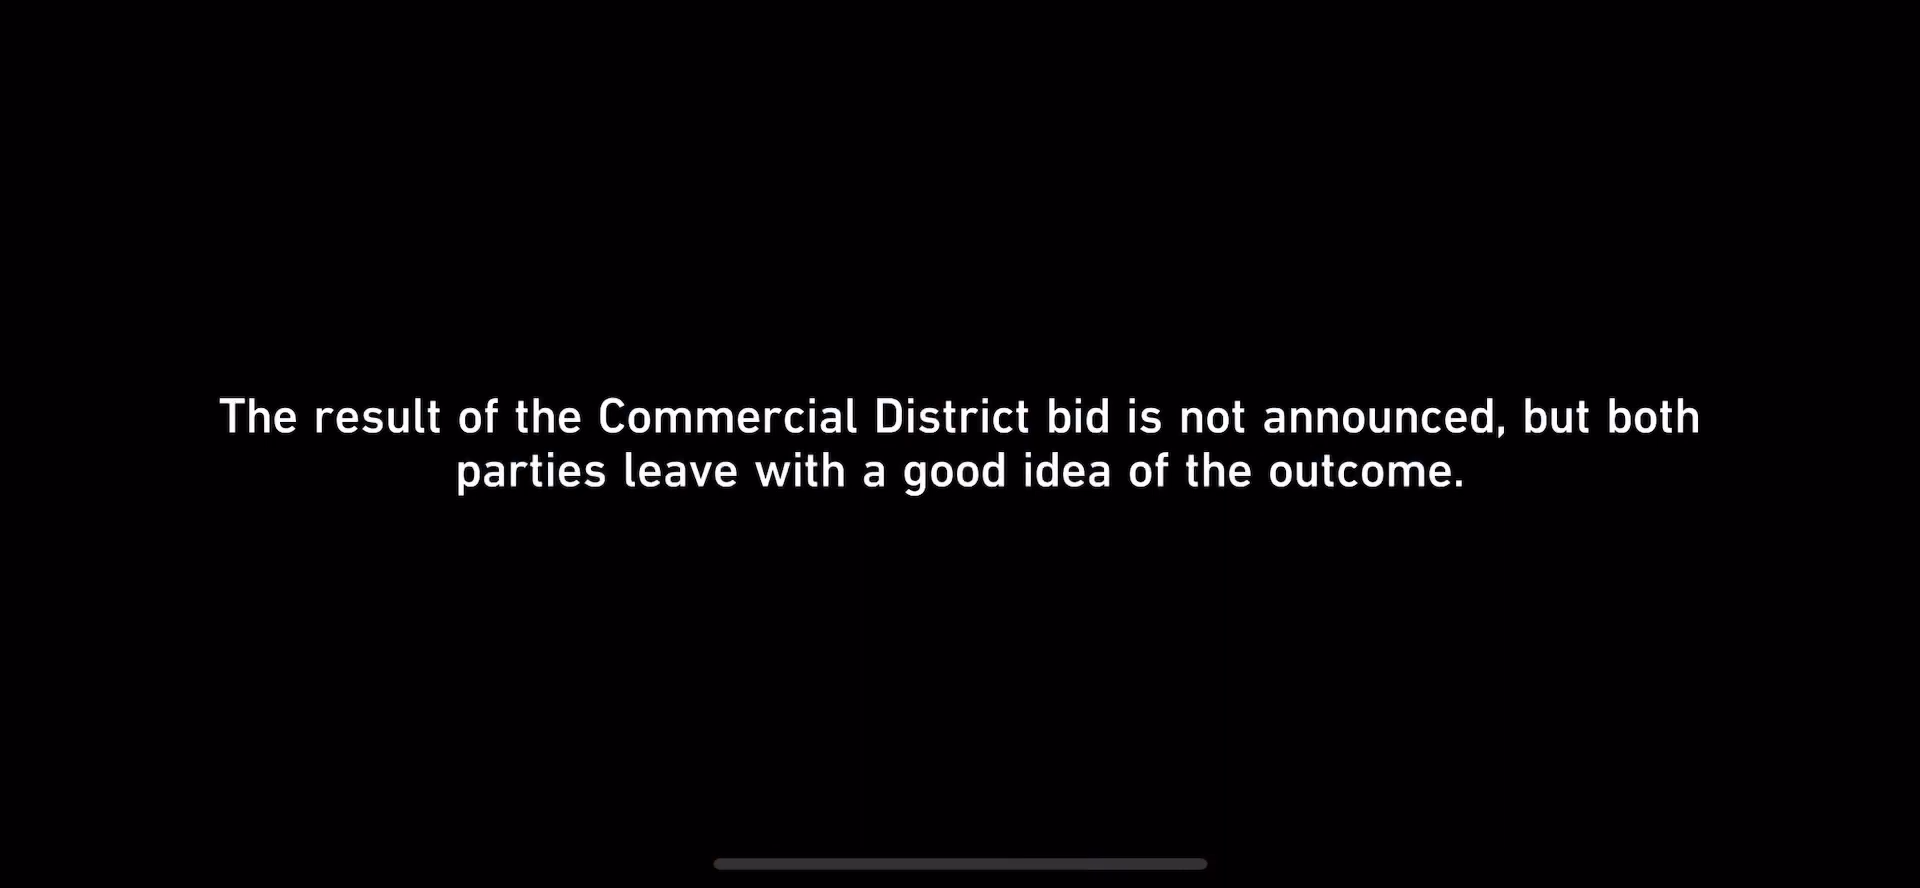 The result of the Commercial District bid is not announced, but both
parties leave with a good idea of the outcome.